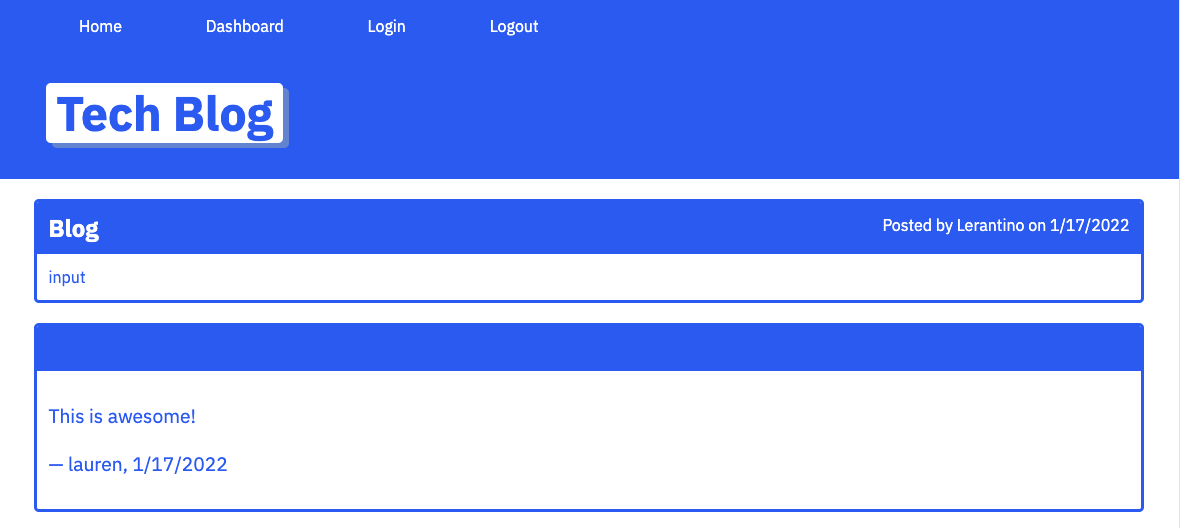 Home Dashboard Login Logout
Tech Blog
Blog Posted by Lerantino on 1/17/2022
input
This is awesome!
— lauren, 1/17/2022